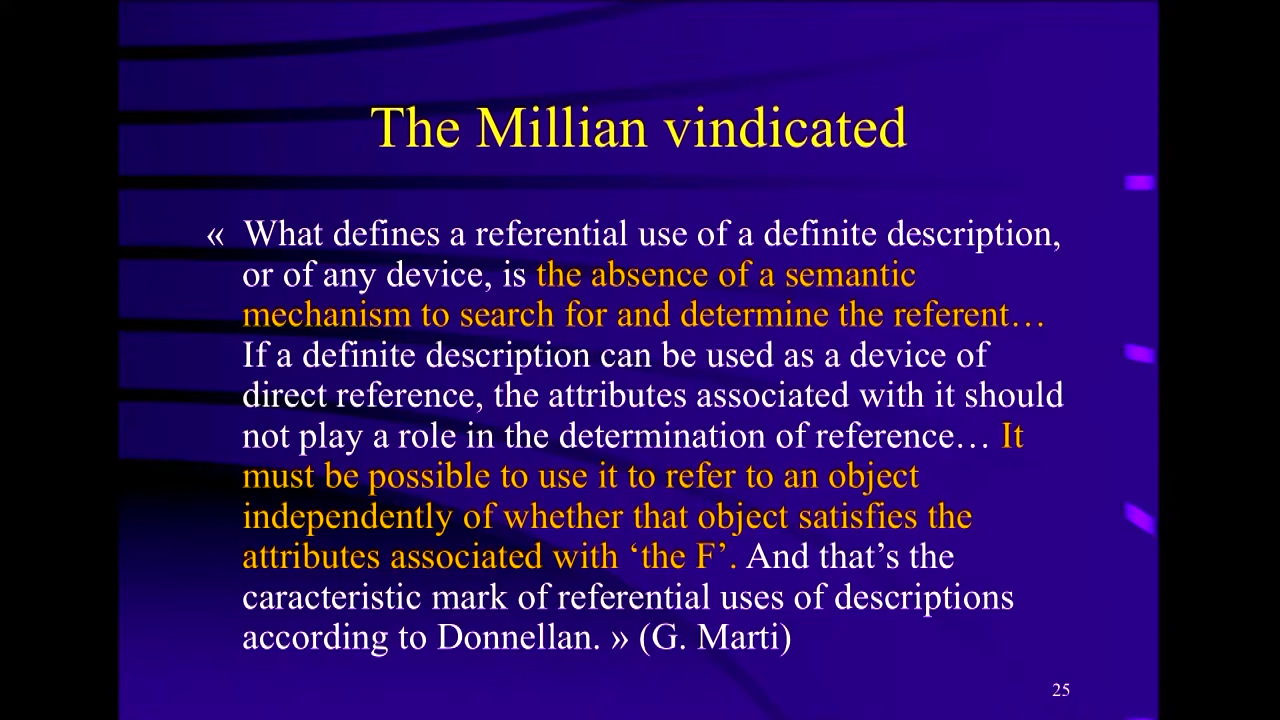 The Millian vindicated
« What defines a referential use of a definite description,
or of any device, is the absence of a semantic
mechanism to search for and determine the referent…
If a definite description can be used as a device of
direct reference, the attributes associated with it should
not play a role in the determination of reference… It
must be possible to use it to refer to an object
independently of whether that object satisfies the
attributes associated with ‘the F’. And that’s the
caracteristic mark of referential uses of descriptions
according to Donnellan. » (G. Marti)
25